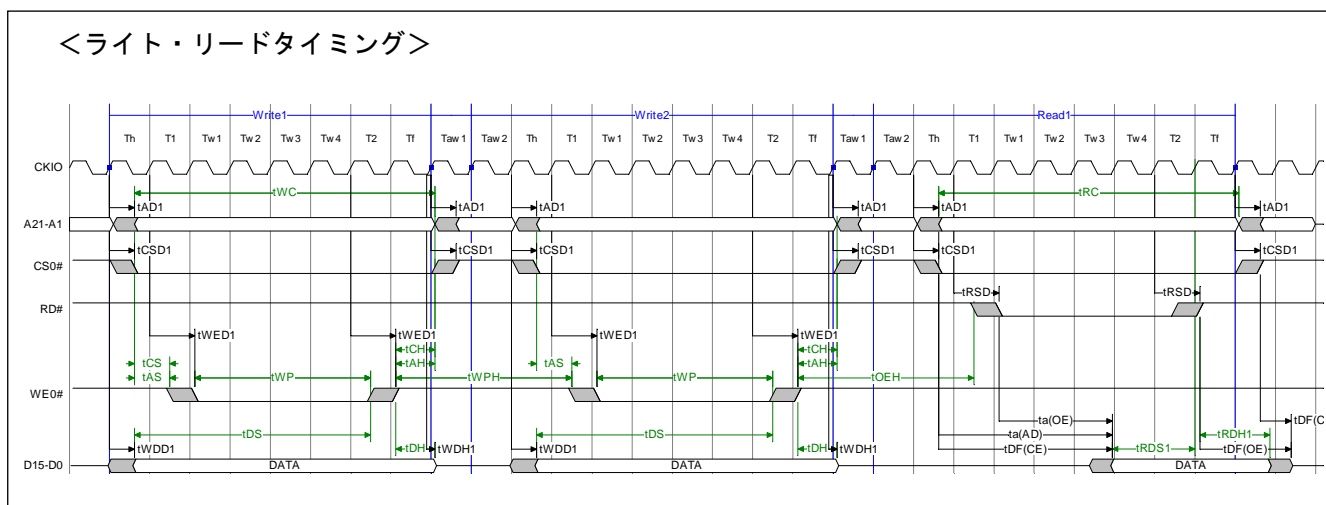 ＜ライト・リードタイミング＞
Write1 Write2 Read1
Th T1 Tw1 Tw2 Tw3 Tw4 T2 Tf Taw1 Taw2 Th T1 Tw1 Tw2 Tw3 Tw4 T2 Tf Taw1 Taw2 Th T1 Tw1 Tw2 Tw3 Tw4 T2 Tf
CKIO
tWC tRC
tAD1 tAD1 tAD1 tAD1 tAD1 tAD1
A21-A1
tCSD1 tCSD1 tCSD1 tCSD1 tCSD1 tCSD1
CS0#
tRSD tRSD
RD#
tWED1 tWED1 tWED1 tWED1
tCH tCH
tCS tAH tAS tAH
tAS tWP tWPH tWP tOEH
WE0#
ta(OE) tDF(C
tDS tDS ta(AD) tRDH1
tWDD1 tDH tWDH1 tWDD1 tDH tWDH1 tDF(CE) tRDS1 tDF(OE)
D15-D0 DATA DATA DATA